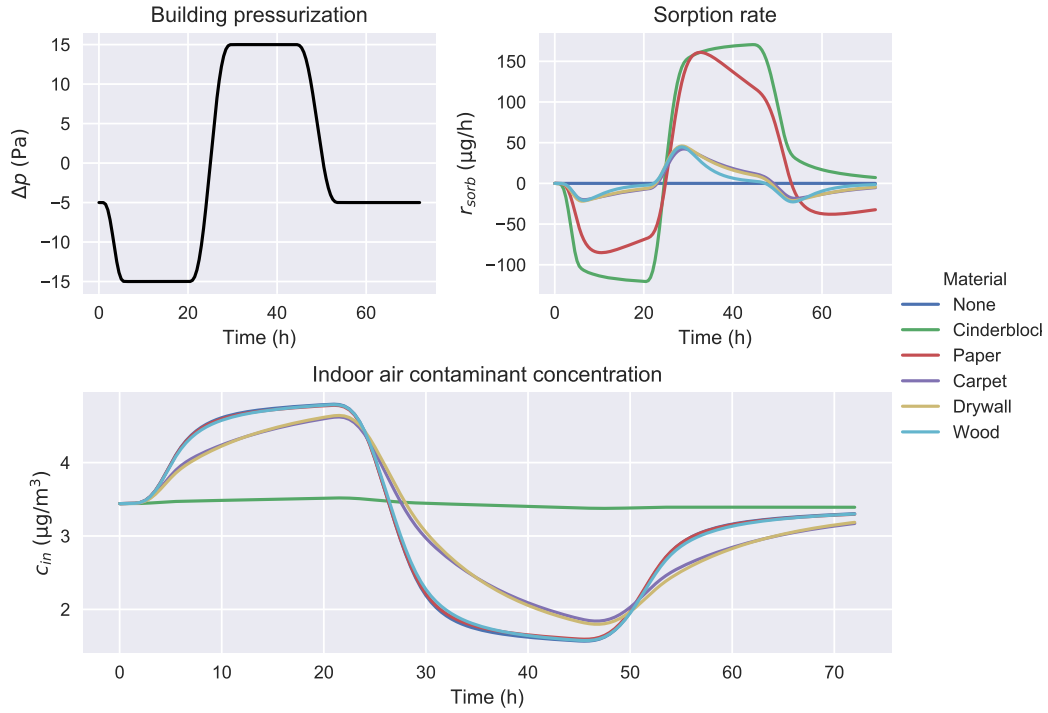 Building pressurization
Sorption rate
15
10
5
0
−5
−10
−15
Δp (Pa)
0
20
40
60
Time (h)
150
100
50
0
−50
−100
r_sorb (μg/h)
0
20
40
60
Time (h)
Material
None
Cinderblocl
Paper
Carpet
Drywall
Wood
Indoor air contaminant concentration
4
3
2
c_in (μg/m³)
0
10
20
30
40
50
60
70
Time (h)